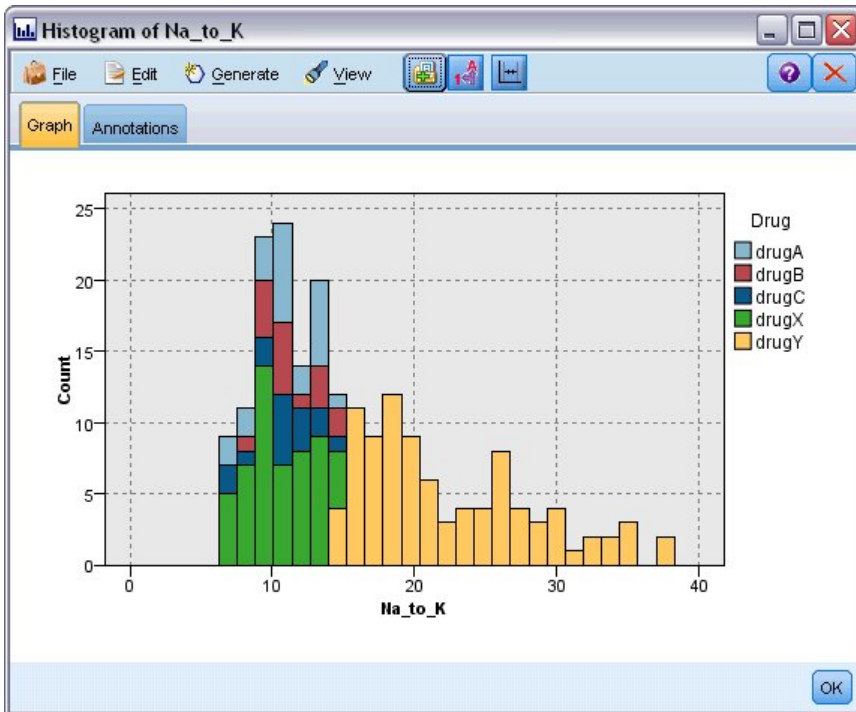 Histogram of Na_to_K
File Edit Generate View
Graph Annotations
25
20
15
10
5
0
Count
0 10 20 30 40
Na_to_K
Drug
drugA
drugB
drugC
drugX
drugY
OK